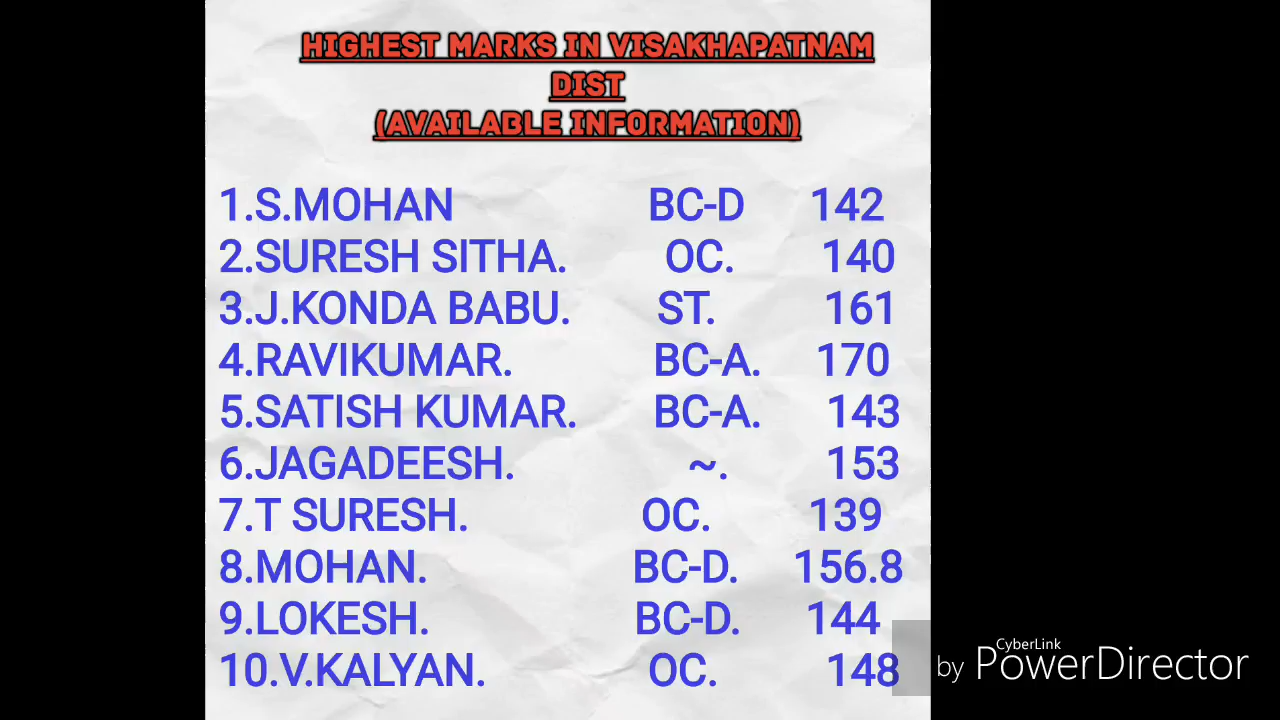 HIGHEST MARKS IN VISAKHAPATNAM
DIST
(AVAILABLE INFORMATION)
1.S.MOHAN BC-D 142
2.SURESH SITHA. OC. 140
3.J.KONDA BABU. ST. 161
4.RAVIKUMAR. BC-A. 170
5.SATISH KUMAR. BC-A. 143
6.JAGADEESH. ~. 153
7.T SURESH. OC. 139
8.MOHAN. BC-D. 156.8
9.LOKESH. BC-D. 144
10.V.KALYAN. OC. 148
CyberLink
by PowerDirector